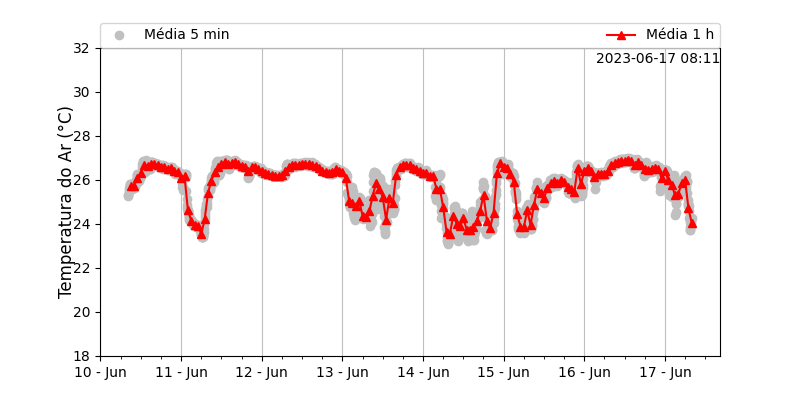 Média 5 min
Média 1 h
2023-06-17 08:11
Temperatura do Ar (°C)
32
30
28
26
24
22
20
18
10 - Jun
11 - Jun
12 - Jun
13 - Jun
14 - Jun
15 - Jun
16 - Jun
17 - Jun